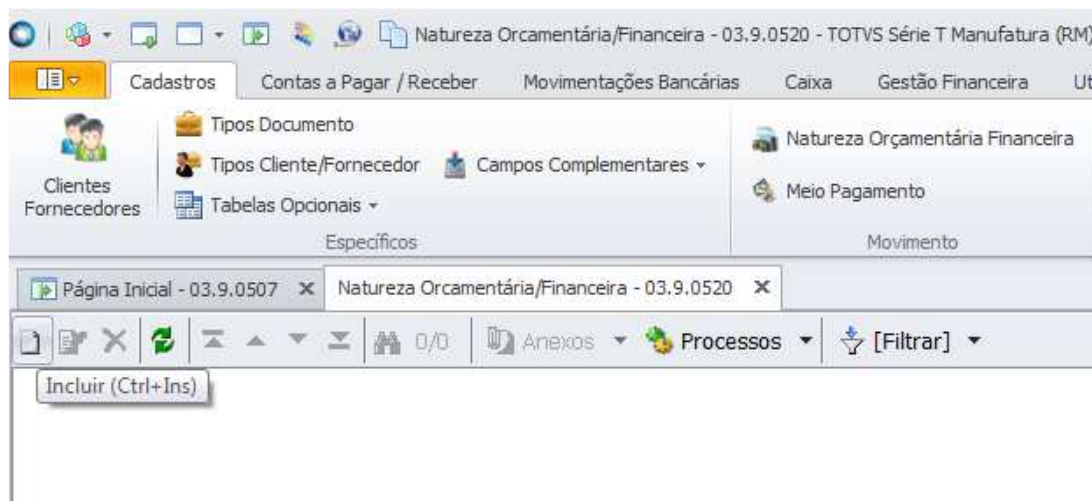 Natureza Orcamentária/Financeira - 03.9.0520 - TOTVS Série T Manufatura (RM)
Cadastros Contas a Pagar / Receber Movimentações Bancárias Caixa Gestão Financeira Ut
Clientes Fornecedores
Tipos Documento
Tipos Cliente/Fornecedor Campos Complementares
Tabelas Opcionais
Específicos
Natureza Orçamentária Financeira
Meio Pagamento
Movimento
Página Inicial - 03.9.0507 Natureza Orcamentária/Financeira - 03.9.0520
0/0 Anexos Processos [Filtrar]
Incluir (Ctrl+Ins)